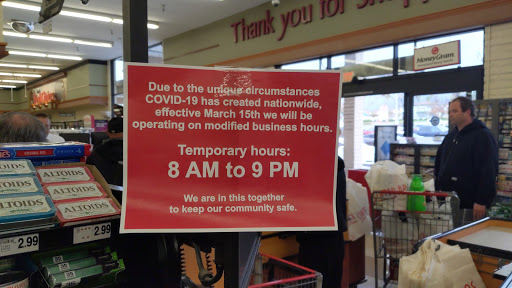 Thank you for
MoneyGram
Due to the unique circumstances
COVID-19 has created nationwide,
effective March 15th we will be
operating on modified business hours.
Temporary hours:
8 AM to 9 PM
We are in this together
to keep our community safe.
ALTOIDS
ALTOIDS
ALTOIDS
ALTOIDS
ALTOIDS
ALTOIDS
2.99
2.99